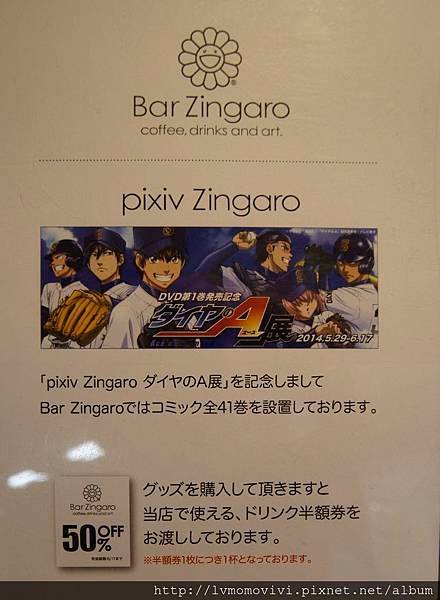 Bar Zingaro
coffee, drinks and art.
pixiv Zingaro
DVD第1巻発売記念
ダイヤのA展
エース
2014.5.29-6.17
「pixiv Zingaro ダイヤのA展」を記念しまして
Bar Zingaroではコミック全41巻を設置しております。
Bar Zingaro
coffee, drinks and art.
50%OFF
グッズを購入して頂きますと
当店で使える、ドリンク半額券を
お渡ししております。
※半額券1枚につき1杯となっております。
http://lvmomovivi.pixnet.net/album